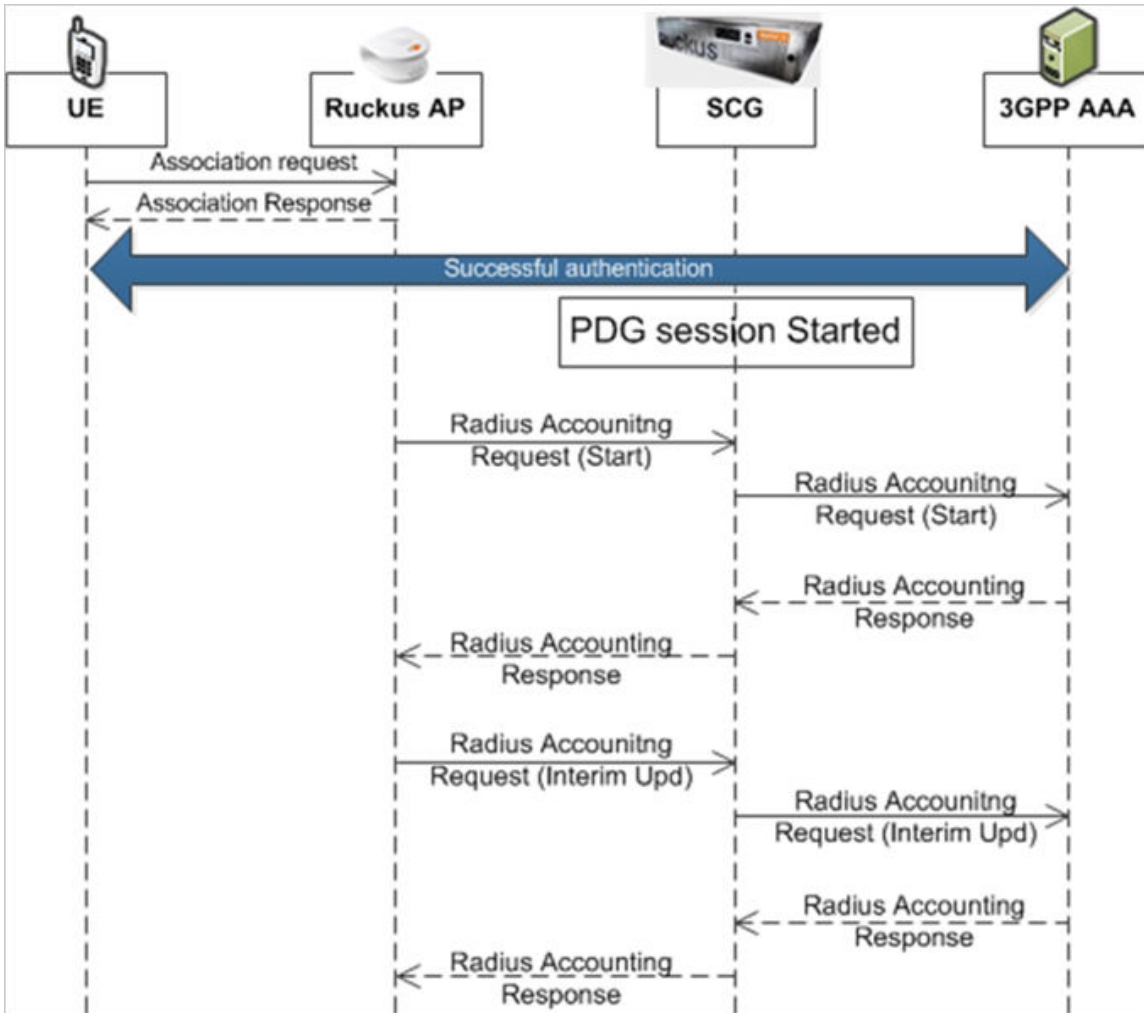 RUCKUS
UE
Ruckus AP
SCG
3GPP AAA
Association request
Association Response
Successful authentication
PDG session Started
Radius Accounitng
Request (Start)
Radius Accounitng
Request (Start)
Radius Accounting
Response
Radius Accounting
Response
Radius Accounitng
Request (Interim Upd)
Radius Accounitng
Request (Interim Upd)
Radius Accounting
Response
Radius Accounting
Response